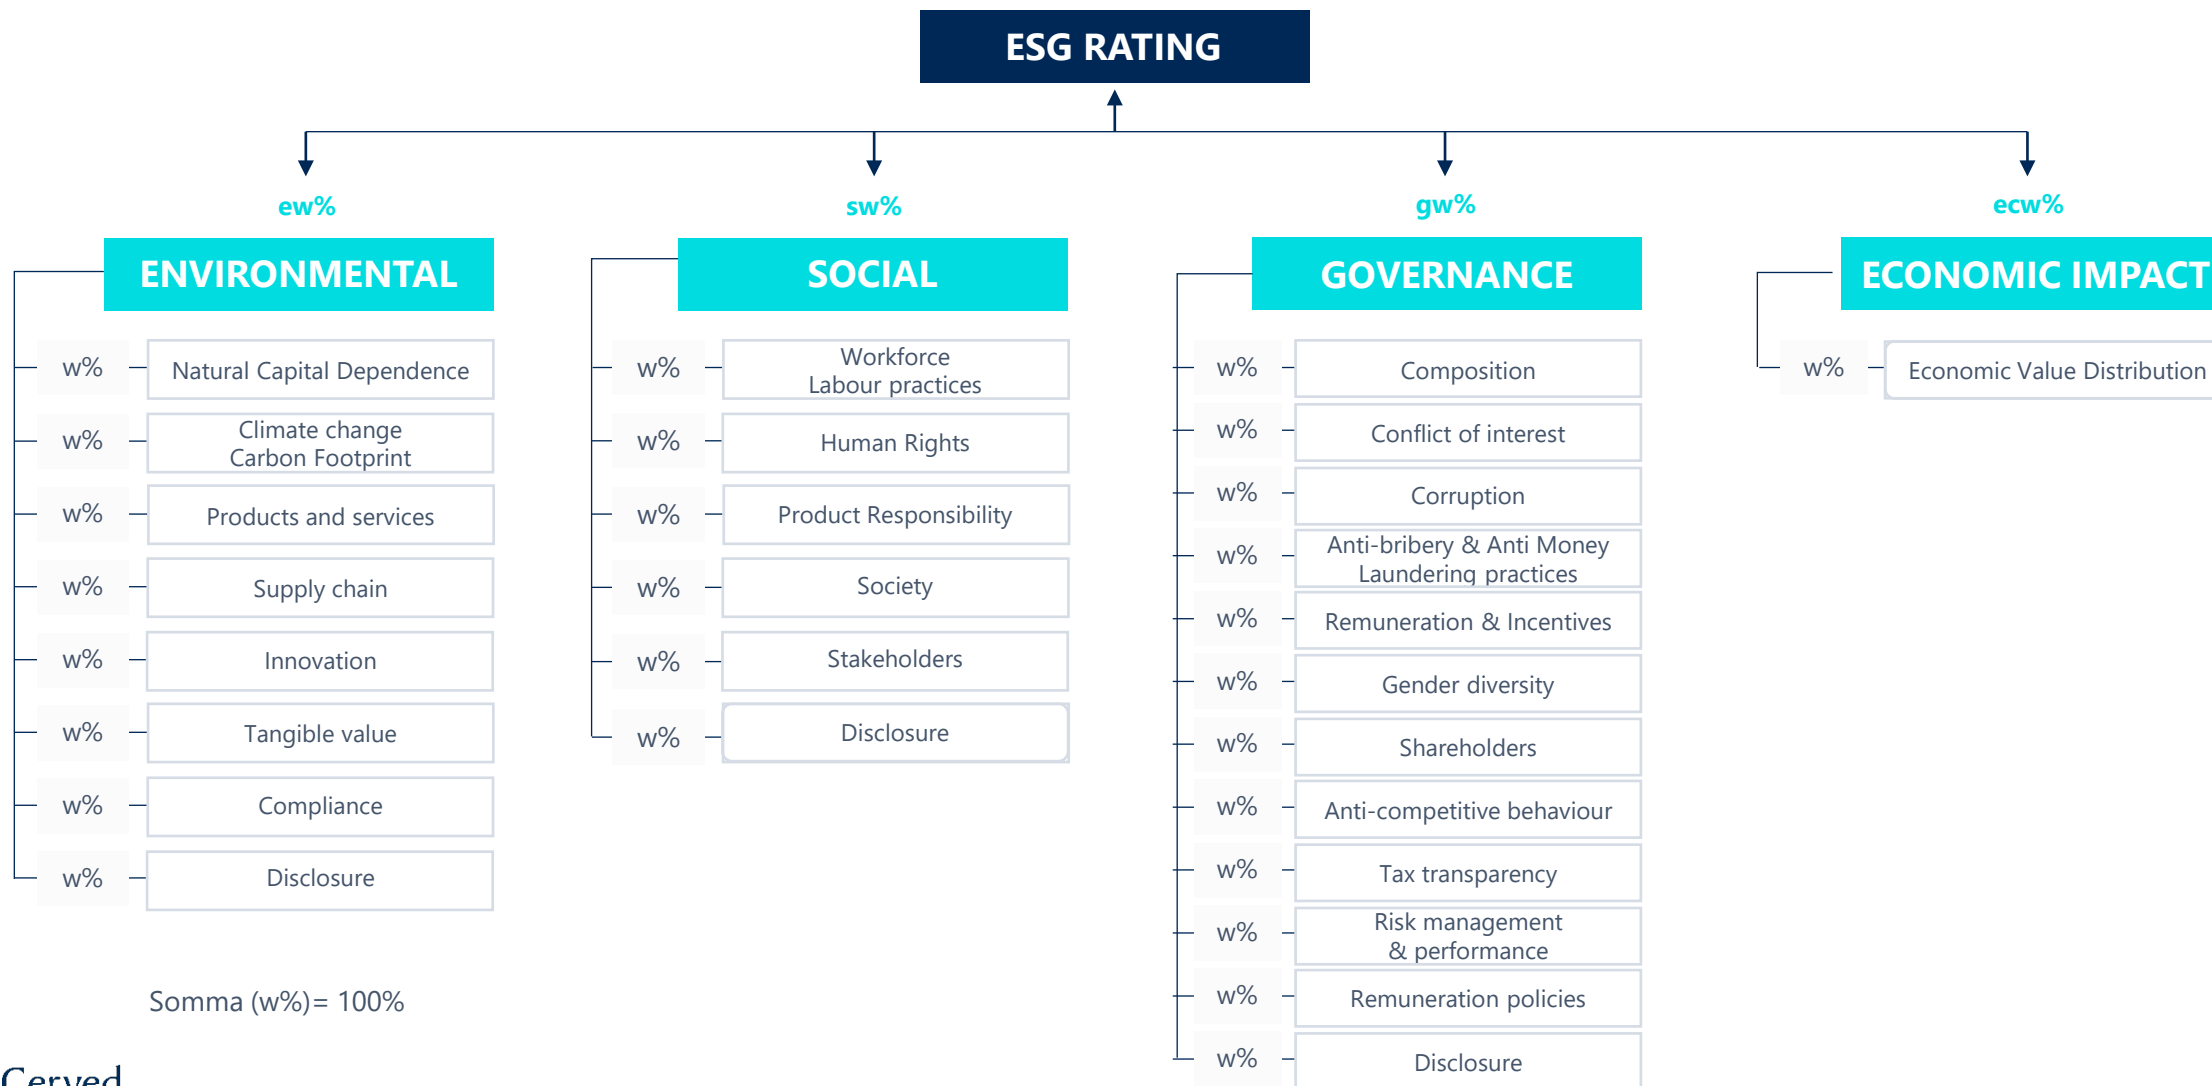 ESG RATING
ew%
sw%
gw%
ecw%
ENVIRONMENTAL
SOCIAL
GOVERNANCE
ECONOMIC IMPACT
w%
Natural Capital Dependence
w%
Climate change
Carbon Footprint
w%
Products and services
w%
Supply chain
w%
Innovation
w%
Tangible value
w%
Compliance
w%
Disclosure
w%
Workforce
Labour practices
w%
Human Rights
w%
Product Responsibility
w%
Society
w%
Stakeholders
w%
Disclosure
w%
Composition
w%
Conflict of interest
w%
Corruption
w%
Anti-bribery & Anti Money
Laundering practices
w%
Remuneration & Incentives
w%
Gender diversity
w%
Shareholders
w%
Anti-competitive behaviour
w%
Tax transparency
w%
Risk management
& performance
w%
Remuneration policies
w%
Disclosure
w%
Economic Value Distribution
Somma (w%)= 100%
Cerved